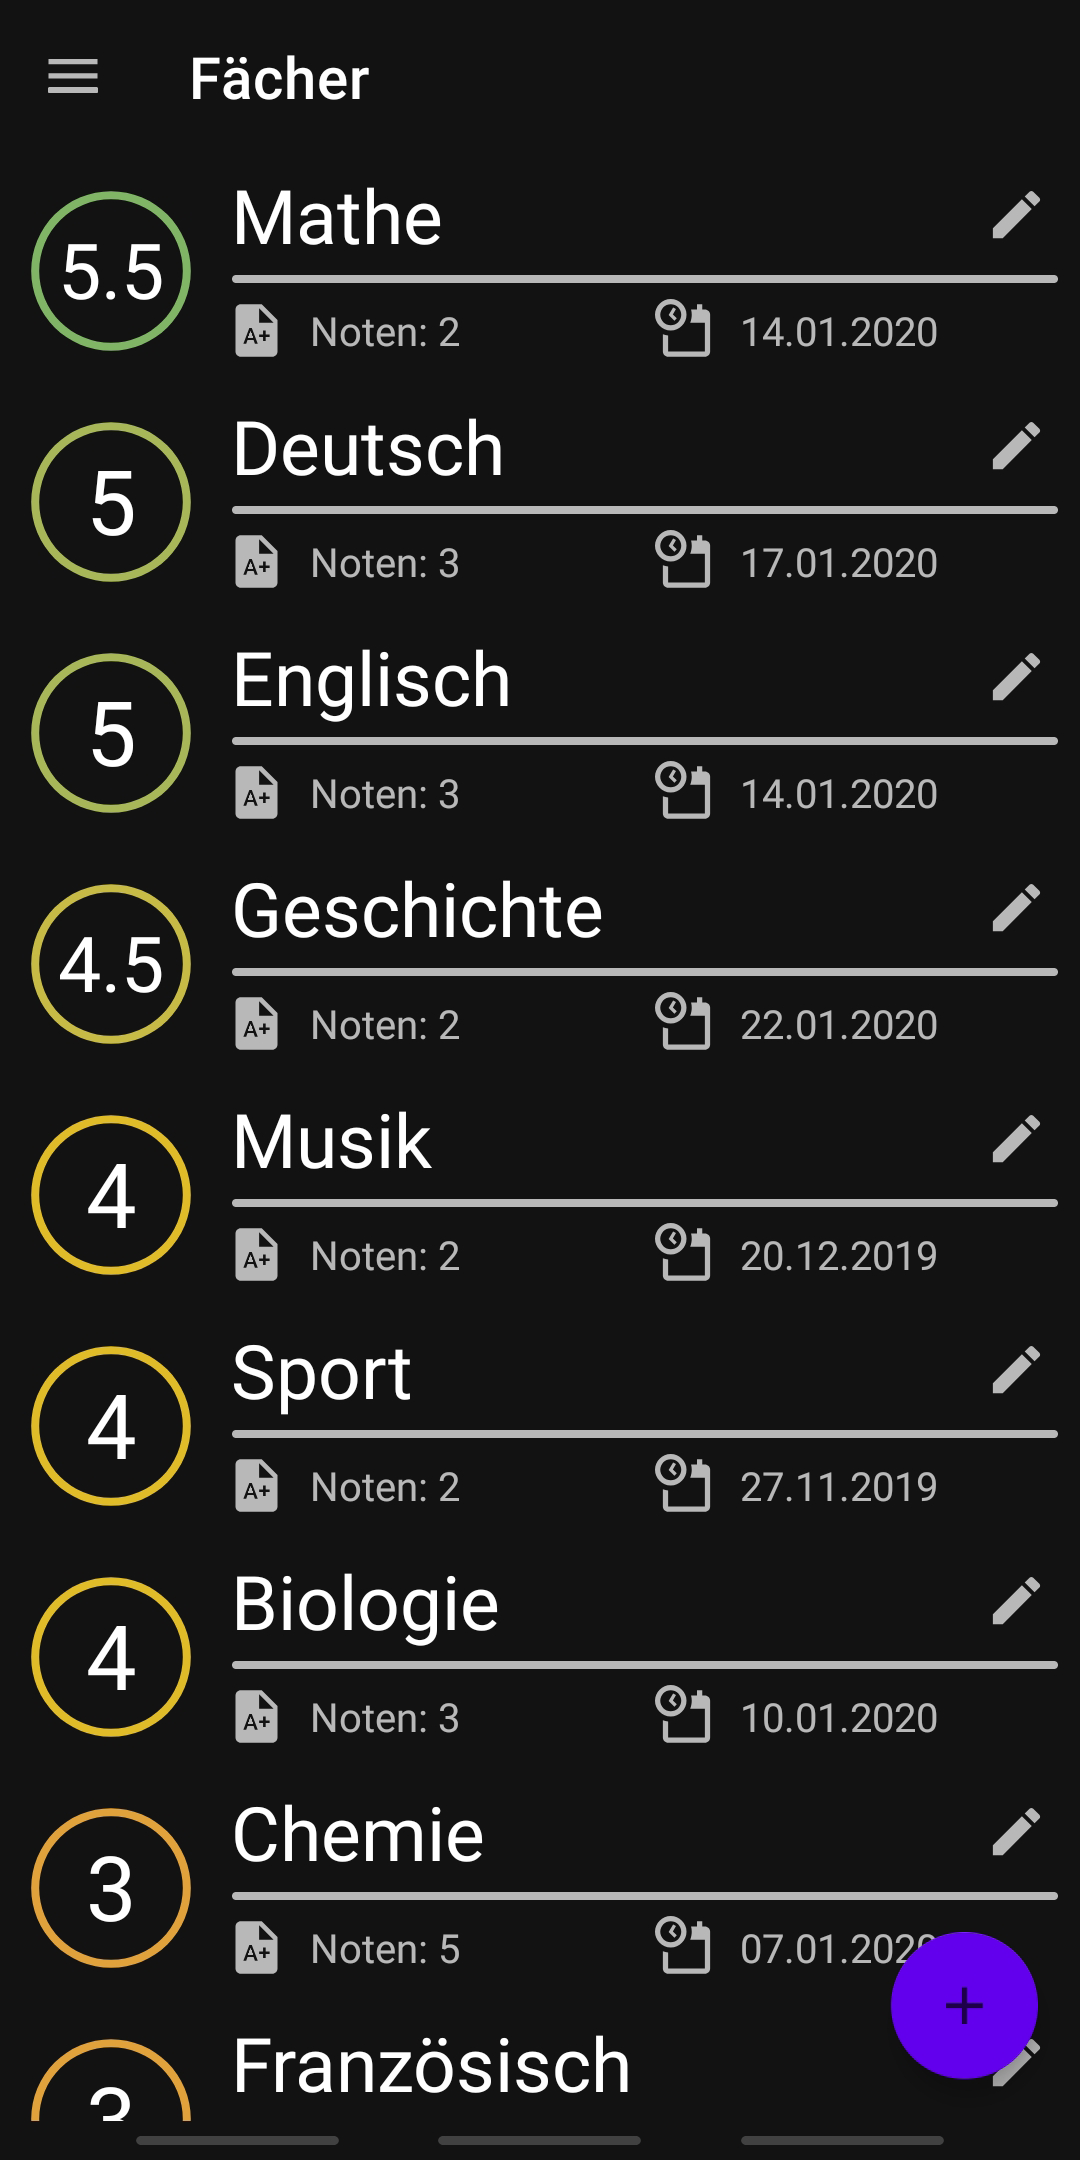 Fächer
Mathe
5.5
A+ Noten: 2 14.01.2020
Deutsch
5
A+ Noten: 3 17.01.2020
Englisch
5
A+ Noten: 3 14.01.2020
Geschichte
4.5
A+ Noten: 2 22.01.2020
Musik
4
A+ Noten: 2 20.12.2019
Sport
4
A+ Noten: 2 27.11.2019
Biologie
4
A+ Noten: 3 10.01.2020
Chemie
3
A+ Noten: 5 07.01.2020
+
Französisch
3